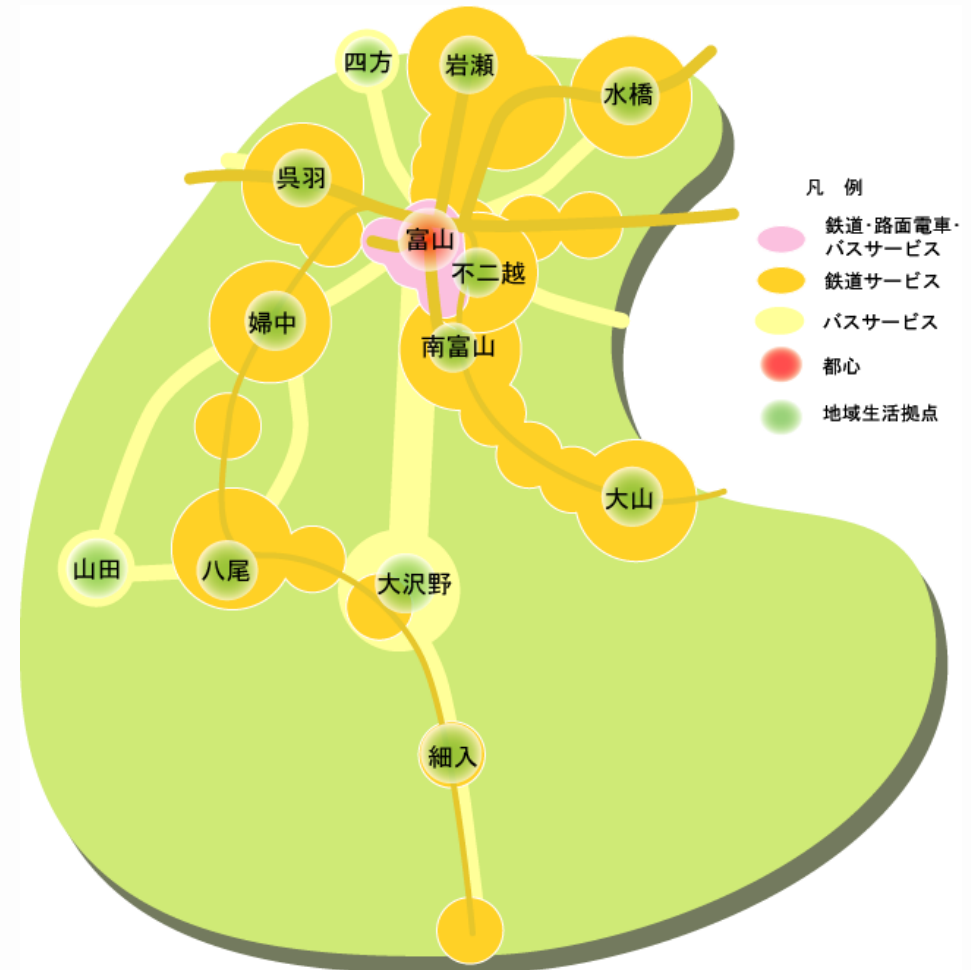 四方
岩瀬
水橋
呉羽
富山
不二越
婦中
南富山
大山
山田
八尾
大沢野
細入
凡 例
鉄道・路面電車・
バスサービス
鉄道サービス
バスサービス
都心
地域生活拠点